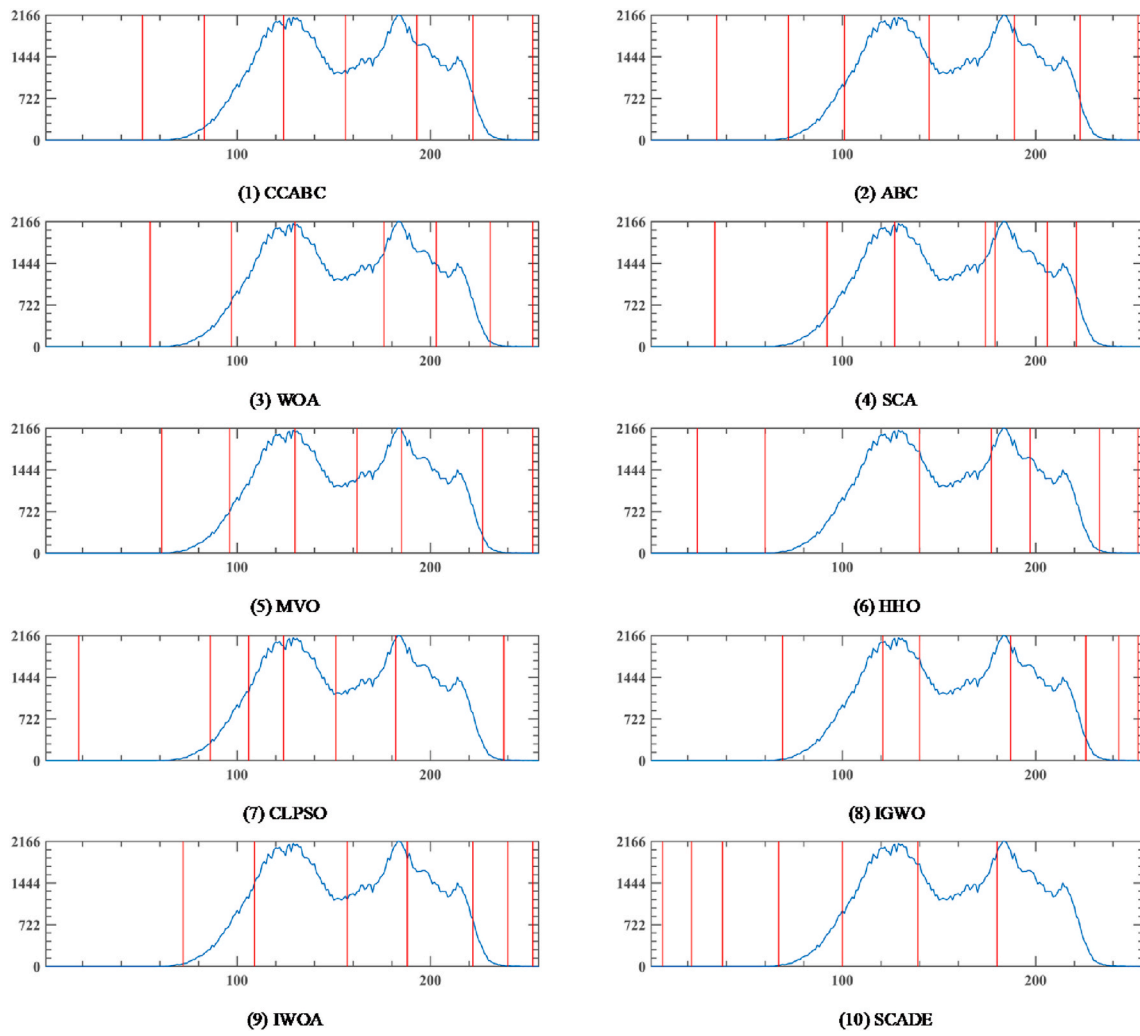 2166 2166
1444 1444
722 722
0 0
100 200 100 200
(1) CCABC (2) ABC
2166 2166
1444 1444
722 722
0 0
100 200 100 200
(3) WOA (4) SCA
2166 2166
1444 1444
722 722
0 0
100 200 100 200
(5) MVO (6) HHO
2166 2166
1444 1444
722 722
0 0
100 200 100 200
(7) CLPSO (8) IGWO
2166 2166
1444 1444
722 722
0 0
100 200 100 200
(9) IWOA (10) SCADE